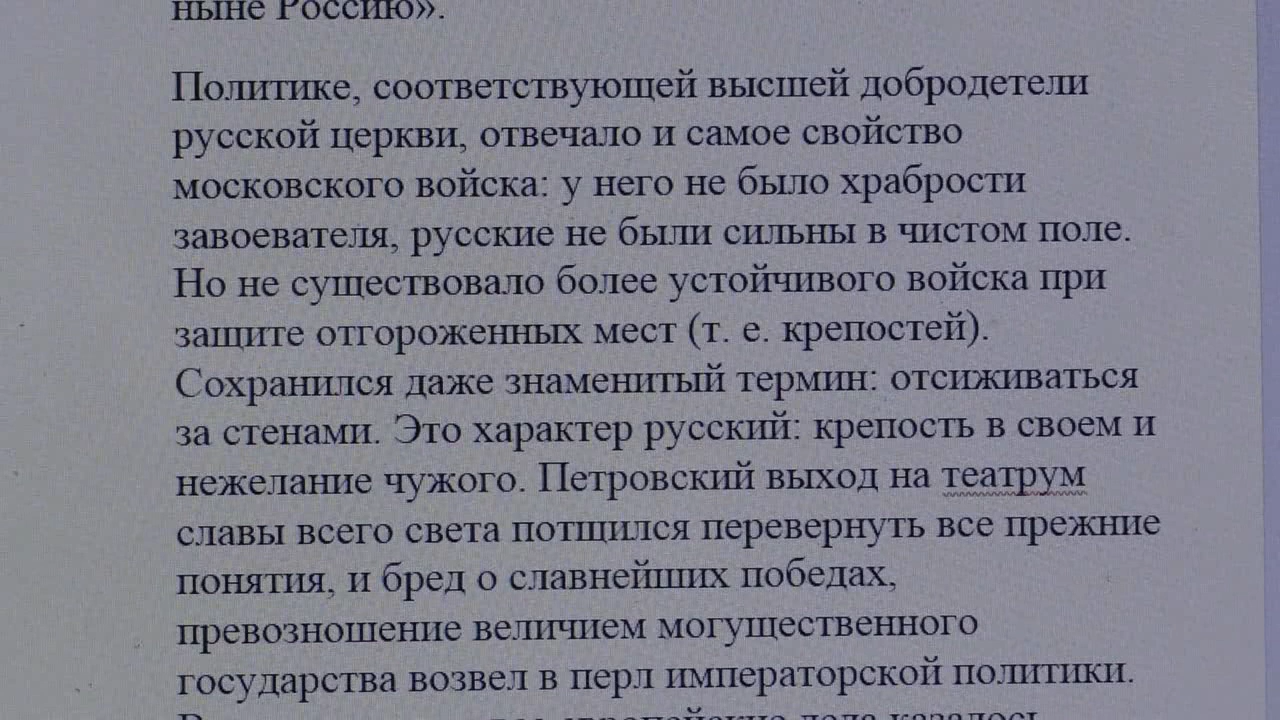 ныне Россию».
Политике, соответствующей высшей добродетели
русской церкви, отвечало и самое свойство
московского войска: у него не было храбрости
завоевателя, русские не были сильны в чистом поле.
Но не существовало более устойчивого войска при
защите отгороженных мест (т. е. крепостей).
Сохранился даже знаменитый термин: отсиживаться
за стенами. Это характер русский: крепость в своем и
нежелание чужого. Петровский выход на театрум
славы всего света потщился перевернуть все прежние
понятия, и бред о славнейших победах,
превозношение величием могущественного
государства возвел в перл императорской политики.
европейские дела казалось